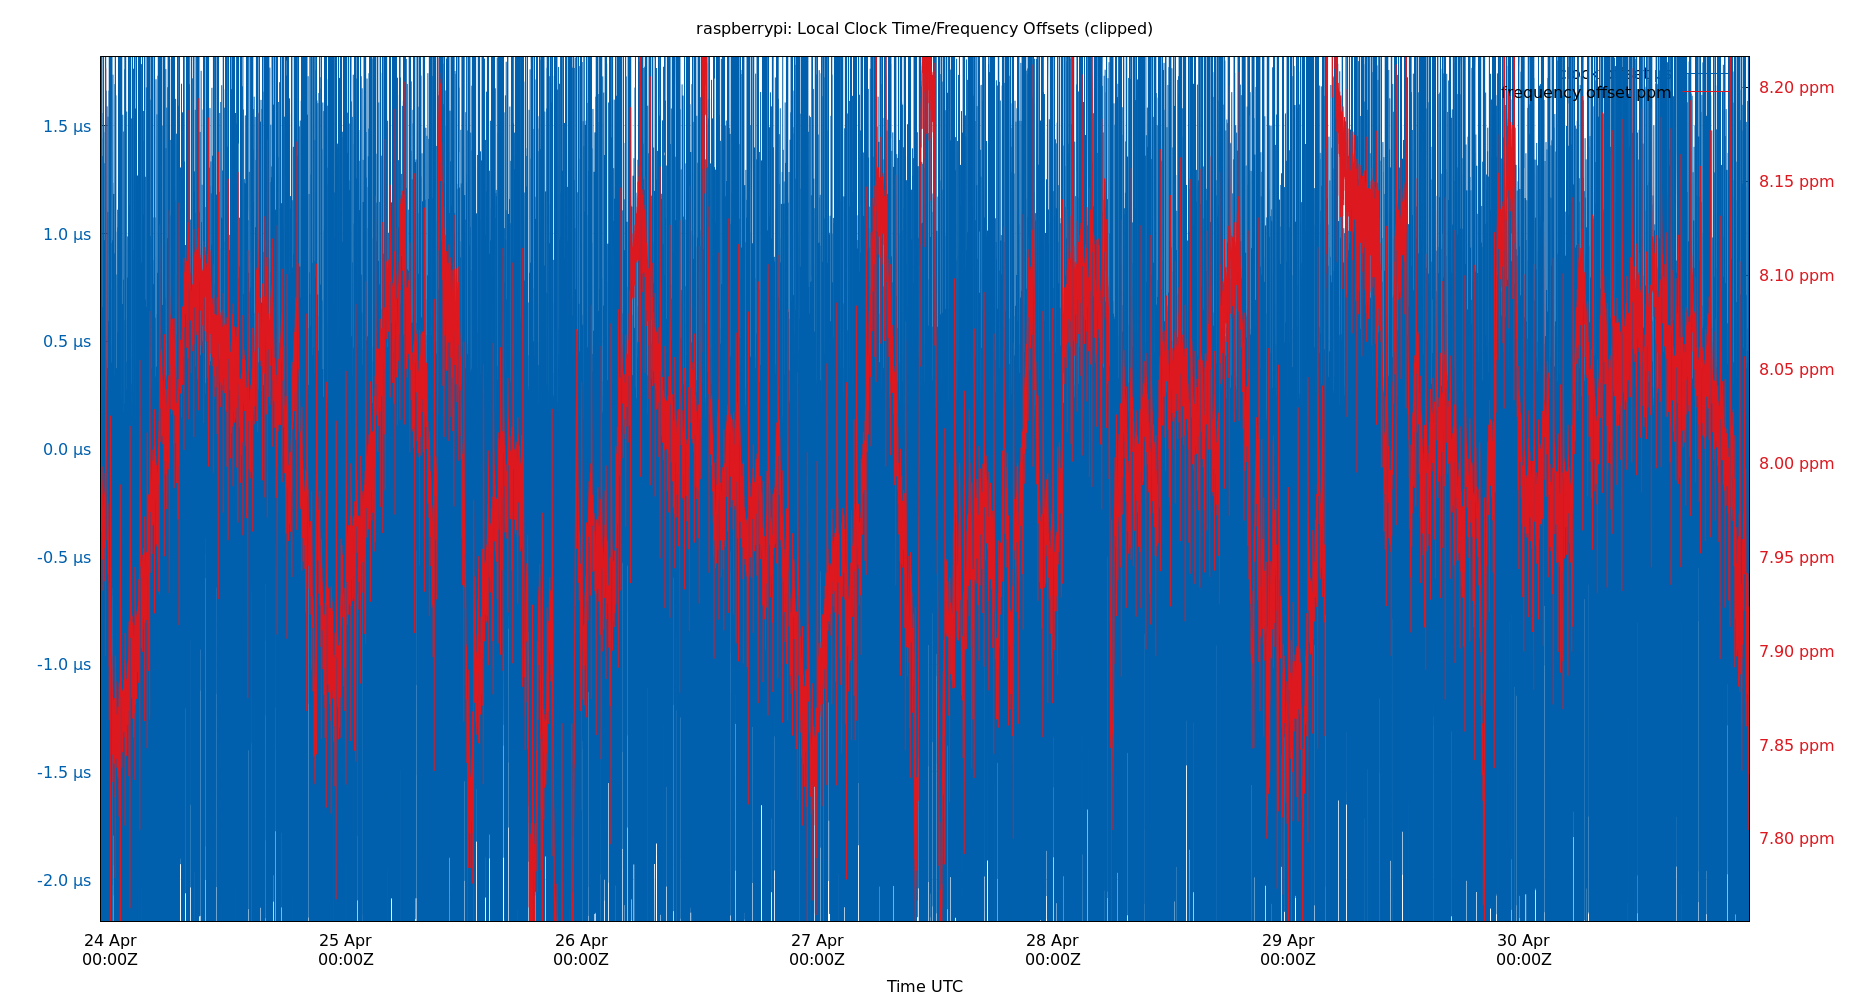 raspberrypi: Local Clock Time/Frequency Offsets (clipped)
clock offset µs
frequency offset ppm
1.5 µs
1.0 µs
0.5 µs
0.0 µs
-0.5 µs
-1.0 µs
-1.5 µs
-2.0 µs
8.20 ppm
8.15 ppm
8.10 ppm
8.05 ppm
8.00 ppm
7.95 ppm
7.90 ppm
7.85 ppm
7.80 ppm
24 Apr
00:00Z
25 Apr
00:00Z
26 Apr
00:00Z
27 Apr
00:00Z
28 Apr
00:00Z
29 Apr
00:00Z
30 Apr
00:00Z
Time UTC